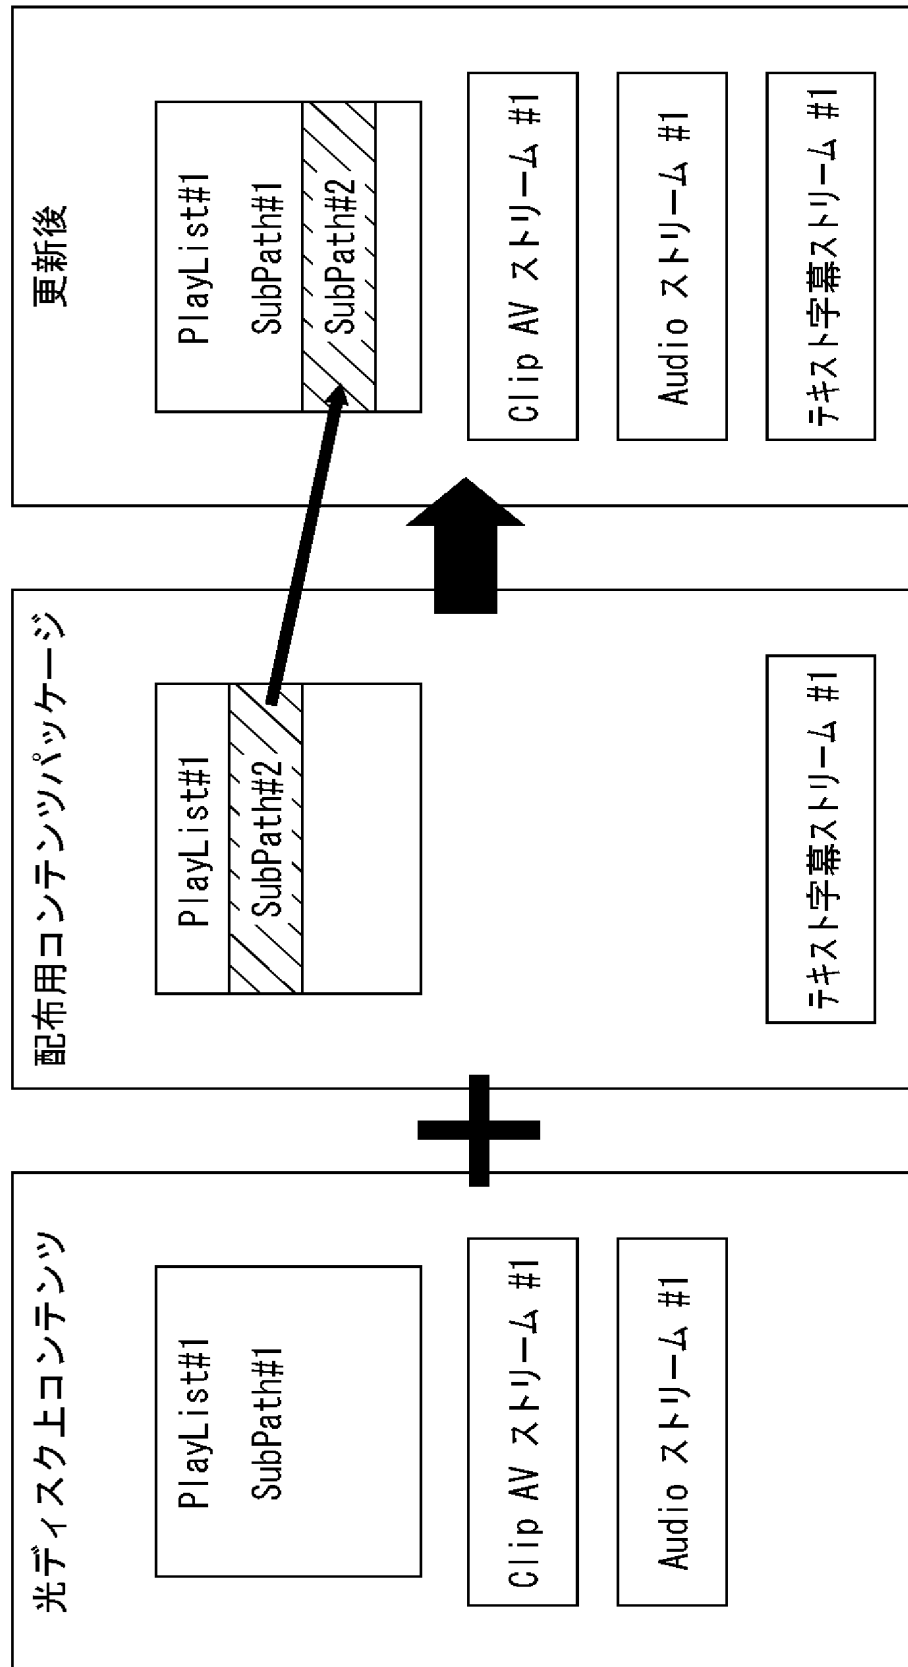 光ディスク上コンテンツ
PlayList#1
SubPath#1
Clip AV ストリーム #1
Audio ストリーム #1
配布用コンテンツパッケージ
PlayList#1
SubPath#2
テキスト字幕ストリーム #1
更新後
PlayList#1
SubPath#1
SubPath#2
Clip AV ストリーム #1
Audio ストリーム #1
テキスト字幕ストリーム #1